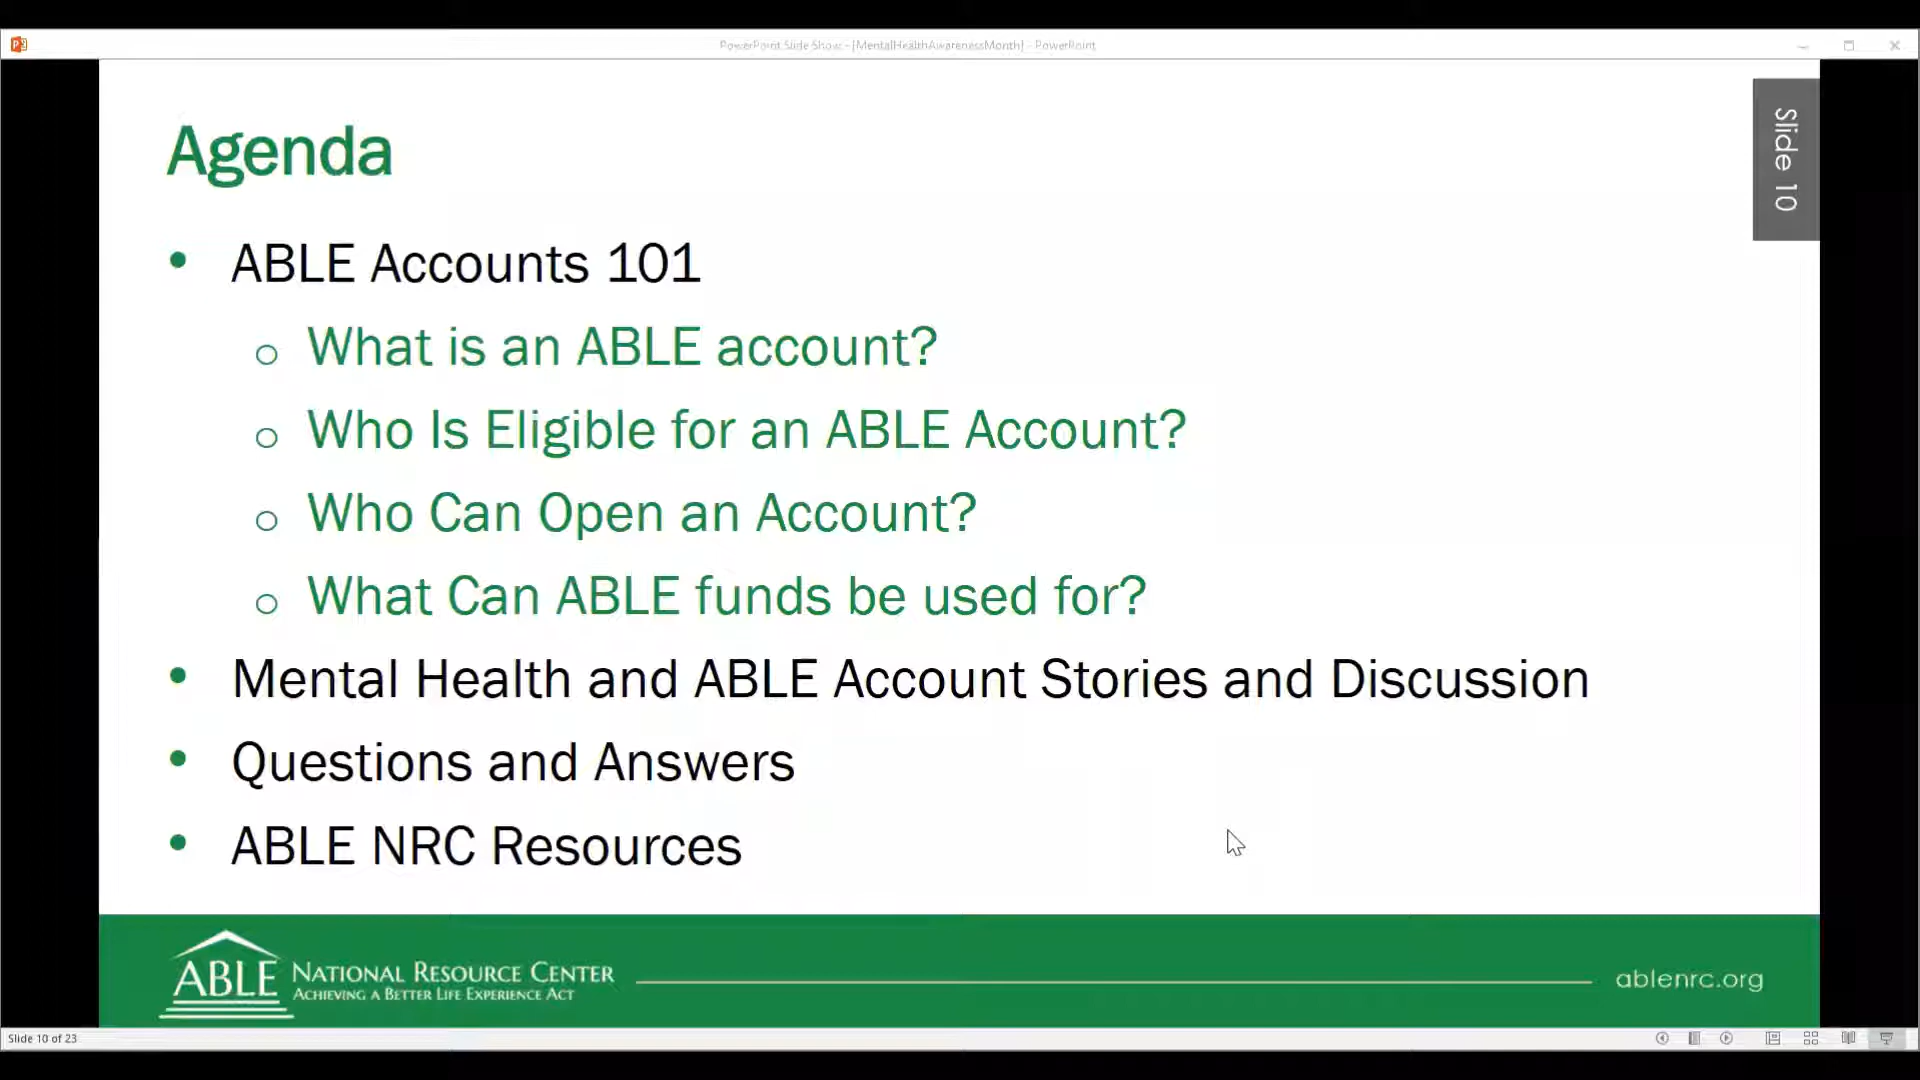 PowerPoint Slide Show - [MentalHealthAwarenessMonth] - PowerPoint
Slide 10
Agenda
• ABLE Accounts 101
o What is an ABLE account?
o Who Is Eligible for an ABLE Account?
o Who Can Open an Account?
o What Can ABLE funds be used for?
• Mental Health and ABLE Account Stories and Discussion
• Questions and Answers
• ABLE NRC Resources
ABLE NATIONAL RESOURCE CENTER
ACHIEVING A BETTER LIFE EXPERIENCE ACT
ablenrc.org
Slide 10 of 23